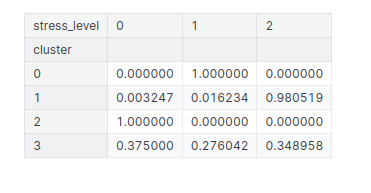 stress_level 0 1 2
cluster
0 0.000000 1.000000 0.000000
1 0.003247 0.016234 0.980519
2 1.000000 0.000000 0.000000
3 0.375000 0.276042 0.348958